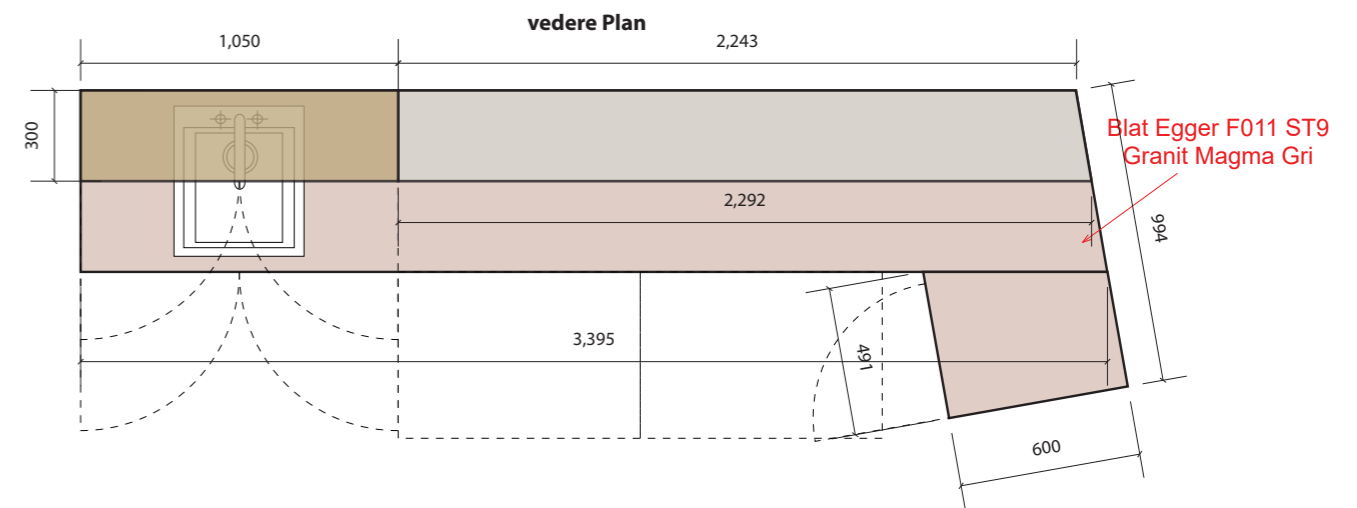 vedere Plan
1,050
2,243
300
Blat Egger F011 ST9
Granit Magma Gri
2,292
994
3,395
491
600